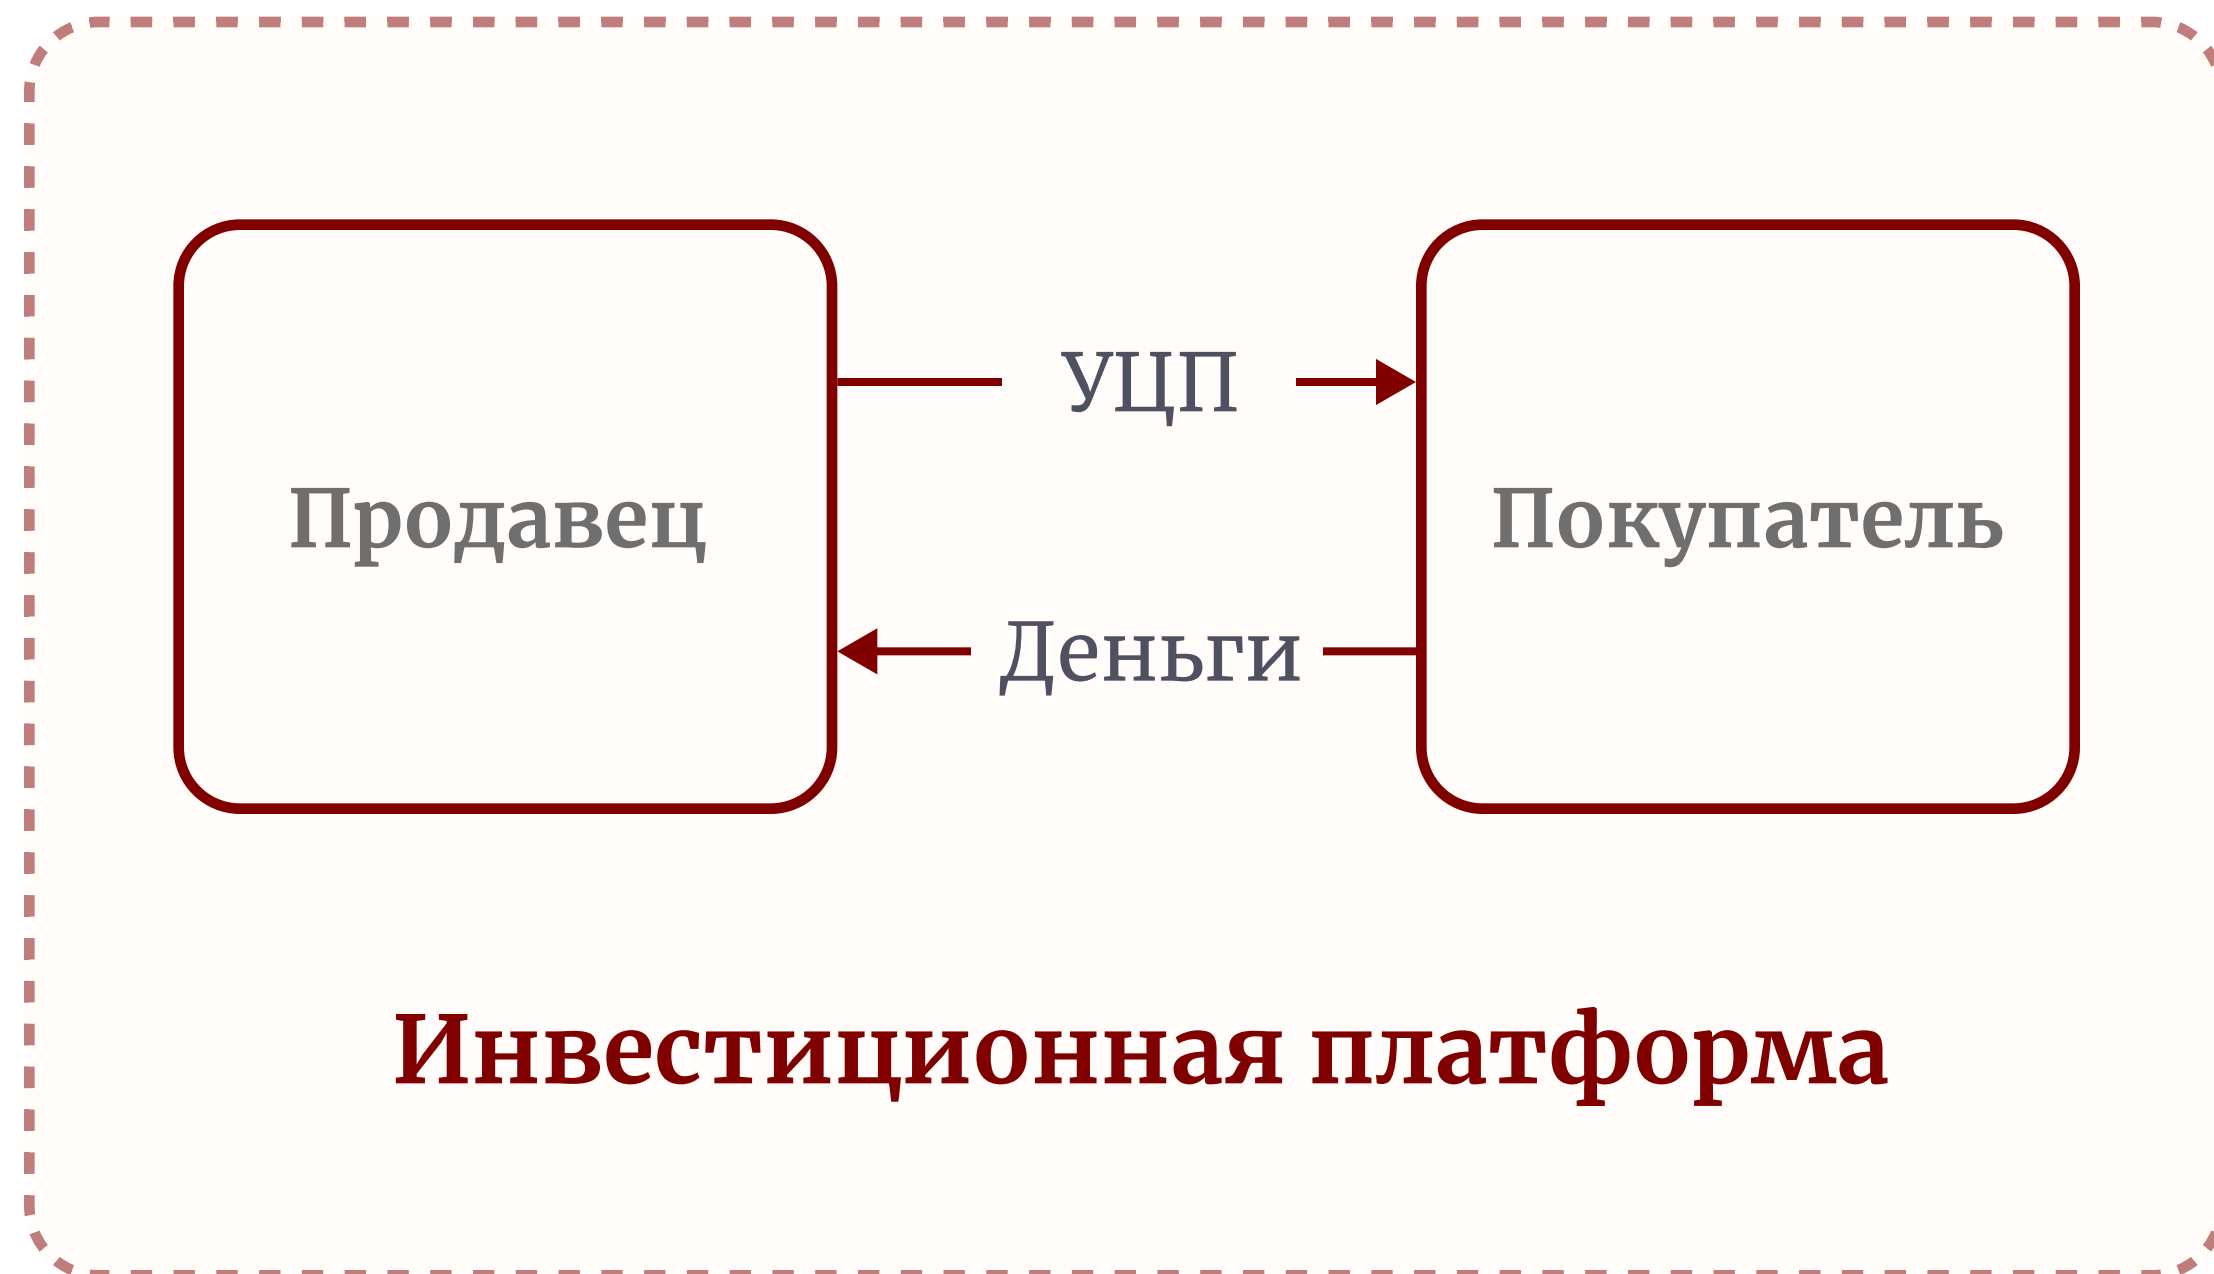 УЦП
Продавец
Покупатель
Деньги
Инвестиционная платформа